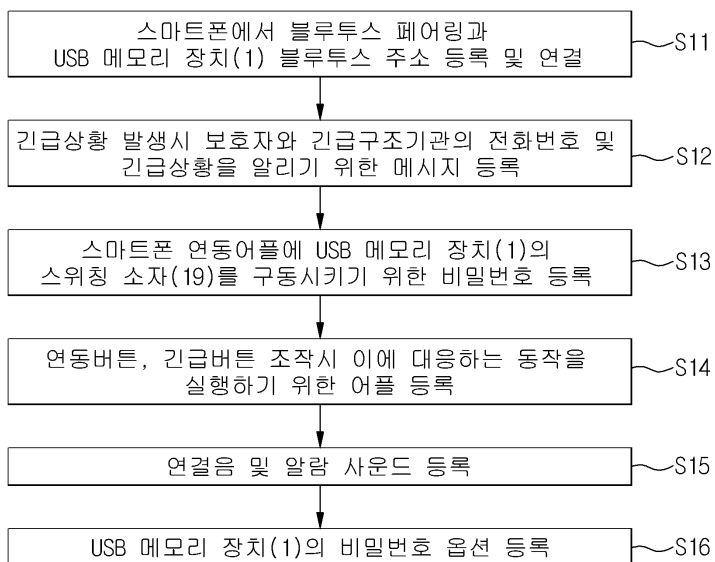 스마트폰에서 블루투스 페어링과
USB 메모리 장치(1) 블루투스 주소 등록 및 연결
S11
긴급상황 발생시 보호자와 긴급구조기관의 전화번호 및
긴급상황을 알리기 위한 메시지 등록
S12
스마트폰 연동어플에 USB 메모리 장치(1)의
스위칭 소자(19)를 구동시키기 위한 비밀번호 등록
S13
연동버튼, 긴급버튼 조작시 이에 대응하는 동작을
실행하기 위한 어플 등록
S14
연결음 및 알람 사운드 등록
S15
USB 메모리 장치(1)의 비밀번호 옵션 등록
S16